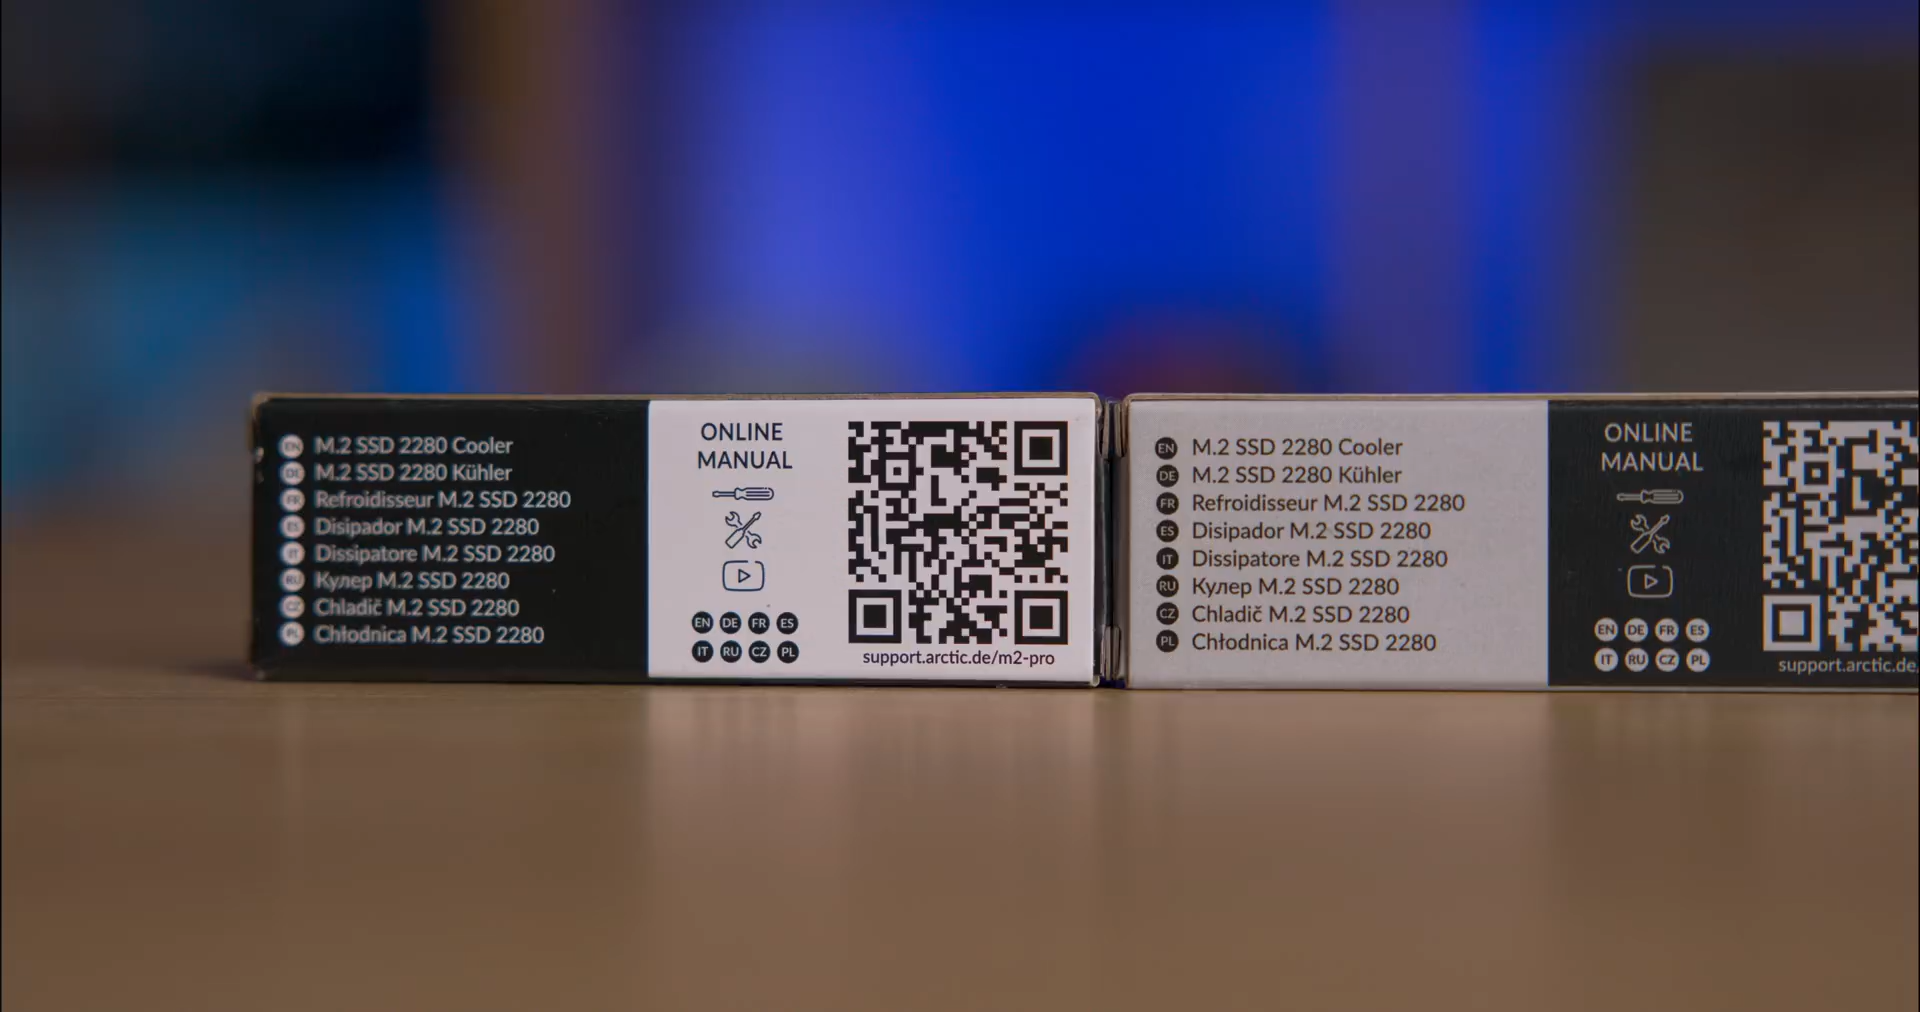 EN M.2 SSD 2280 Cooler
DE M.2 SSD 2280 Kühler
FR Refroidisseur M.2 SSD 2280
ES Disipador M.2 SSD 2280
IT Dissipatore M.2 SSD 2280
RU Кулер M.2 SSD 2280
CZ Chladič M.2 SSD 2280
PL Chłodnica M.2 SSD 2280
ONLINE
MANUAL
EN DE FR ES
IT RU CZ PL
support.arctic.de/m2-pro
EN M.2 SSD 2280 Cooler
DE M.2 SSD 2280 Kühler
FR Refroidisseur M.2 SSD 2280
ES Disipador M.2 SSD 2280
IT Dissipatore M.2 SSD 2280
RU Кулер M.2 SSD 2280
CZ Chladič M.2 SSD 2280
PL Chłodnica M.2 SSD 2280
ONLINE
MANUAL
EN DE FR ES
IT RU CZ PL
support.arctic.de